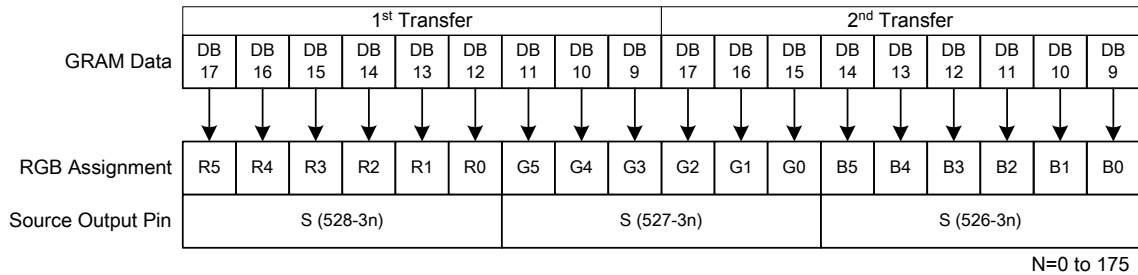 1st Transfer 2nd Transfer
GRAM Data DB 17 DB 16 DB 15 DB 14 DB 13 DB 12 DB 11 DB 10 DB 9 DB 17 DB 16 DB 15 DB 14 DB 13 DB 12 DB 11 DB 10 DB 9
RGB Assignment R5 R4 R3 R2 R1 R0 G5 G4 G3 G2 G1 G0 B5 B4 B3 B2 B1 B0
Source Output Pin S (528-3n) S (527-3n) S (526-3n)
N=0 to 175